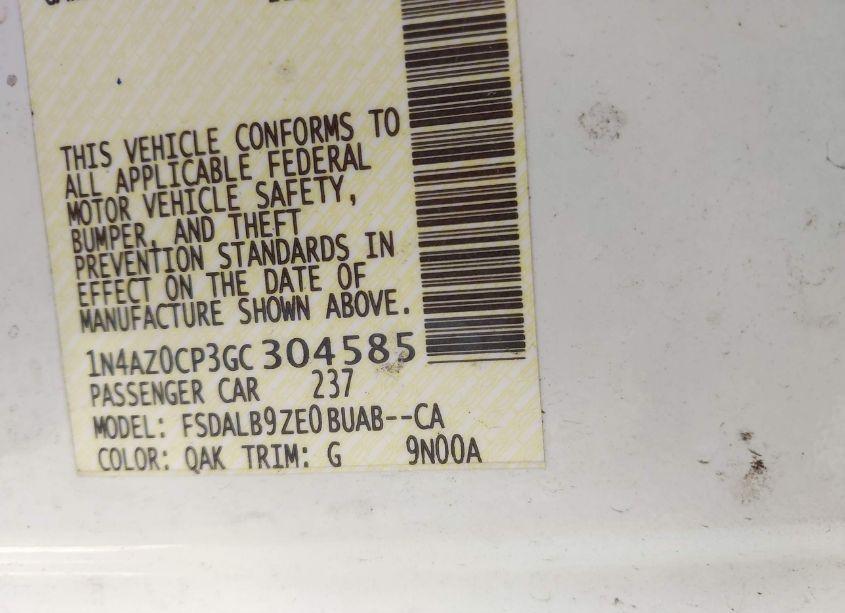 THIS VEHICLE CONFORMS TO
ALL APPLICABLE FEDERAL
MOTOR VEHICLE SAFETY,
BUMPER, AND THEFT
PREVENTION STANDARDS IN
EFFECT ON THE DATE OF
MANUFACTURE SHOWN ABOVE.
1N4AZ0CP3GC304585
PASSENGER CAR 237
MODEL: FSDALB9ZE0BUAB--CA
COLOR: QAK TRIM: G 9N00A